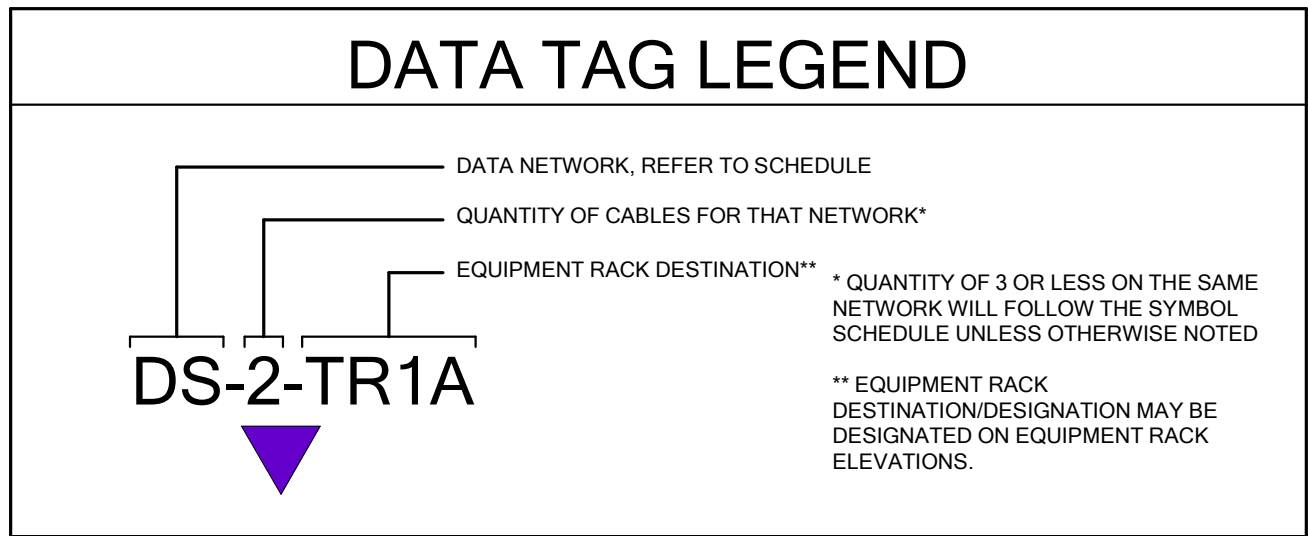 DATA TAG LEGEND
DATA NETWORK, REFER TO SCHEDULE
QUANTITY OF CABLES FOR THAT NETWORK*
EQUIPMENT RACK DESTINATION**
DS-2-TR1A
* QUANTITY OF 3 OR LESS ON THE SAME
NETWORK WILL FOLLOW THE SYMBOL
SCHEDULE UNLESS OTHERWISE NOTED
** EQUIPMENT RACK
DESTINATION/DESIGNATION MAY BE
DESIGNATED ON EQUIPMENT RACK
ELEVATIONS.